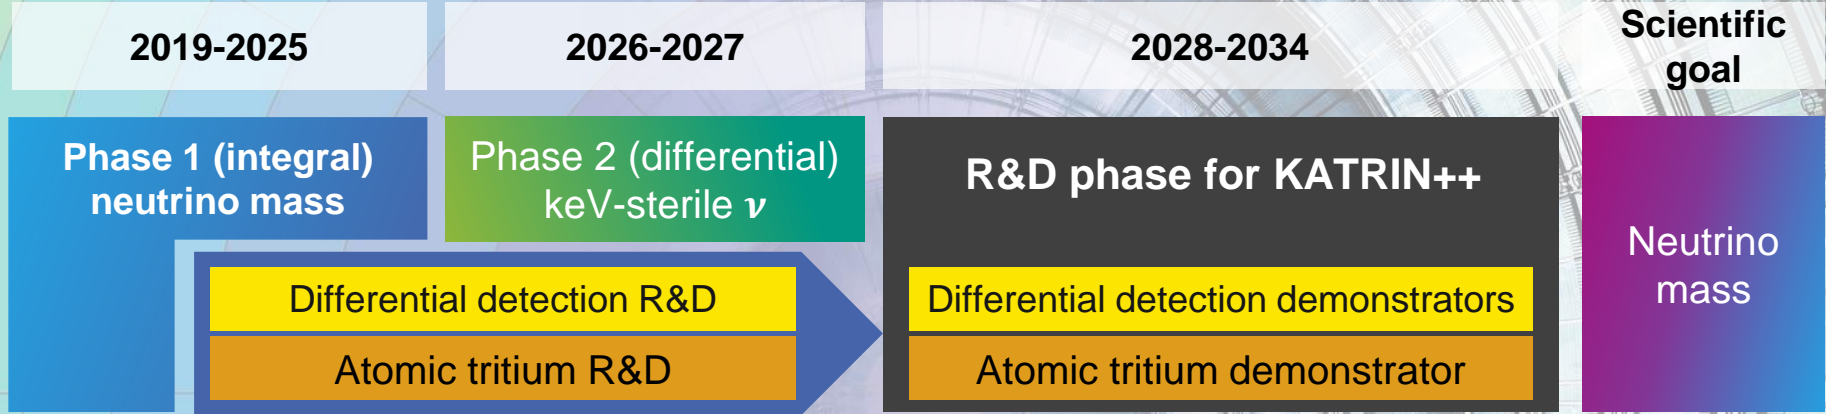 2019-2025
2026-2027
2028-2034
Scientific
goal
Phase 1 (integral)
neutrino mass
Phase 2 (differential)
keV-sterile ν
R&D phase for KATRIN++
Neutrino
mass
Differential detection R&D
Atomic tritium R&D
Differential detection demonstrators
Atomic tritium demonstrator